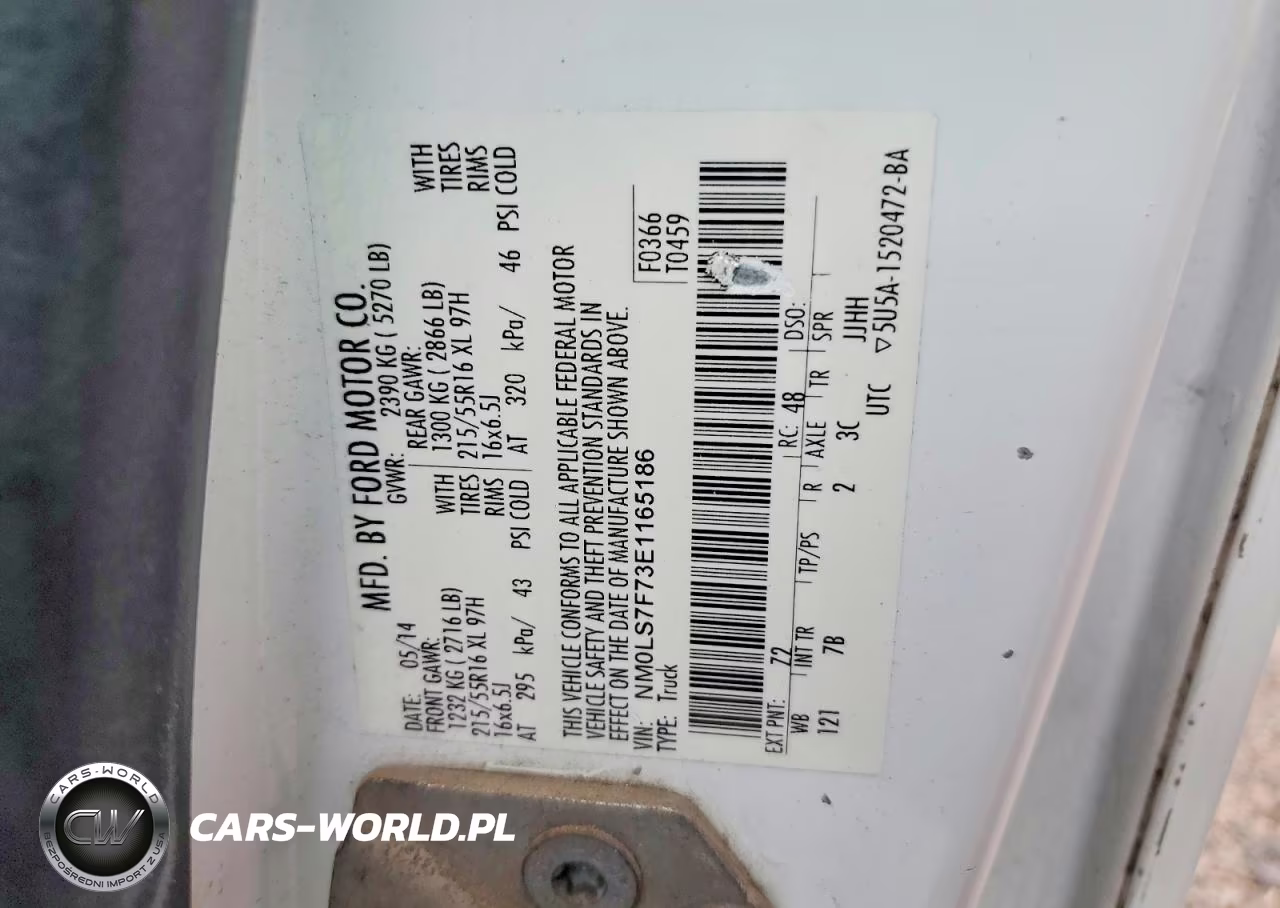 MFD. BY FORD MOTOR CO.
DATE: 05/14 GVWR: 2390 KG ( 5270 LB)
FRONT GAWR: REAR GAWR:
1232 KG ( 2716 LB) WITH 1300 KG ( 2866 LB) WITH
215/55R16 XL 97H TIRES 215/55R16 XL 97H TIRES
16x6.5J RIMS 16x6.5J RIMS
AT 295 kPa/ 43 PSI COLD AT 320 kPa/ 46 PSI COLD
THIS VEHICLE CONFORMS TO ALL APPLICABLE FEDERAL MOTOR
VEHICLE SAFETY AND THEFT PREVENTION STANDARDS IN
EFFECT ON THE DATE OF MANUFACTURE SHOWN ABOVE.
VIN: NM0LS7F73E1165186 F0366
TYPE: Truck T0459
EXT PNT: 72 RC: 48 DSO:
WB INT TR TP/PS R AXLE TR SPR
121 7B 2 3C JJHH
UTC ▽5U5A-1520472-BA
CARS-WORLD
CW
BEZPOŚREDNI IMPORT Z USA
CARS-WORLD.PL